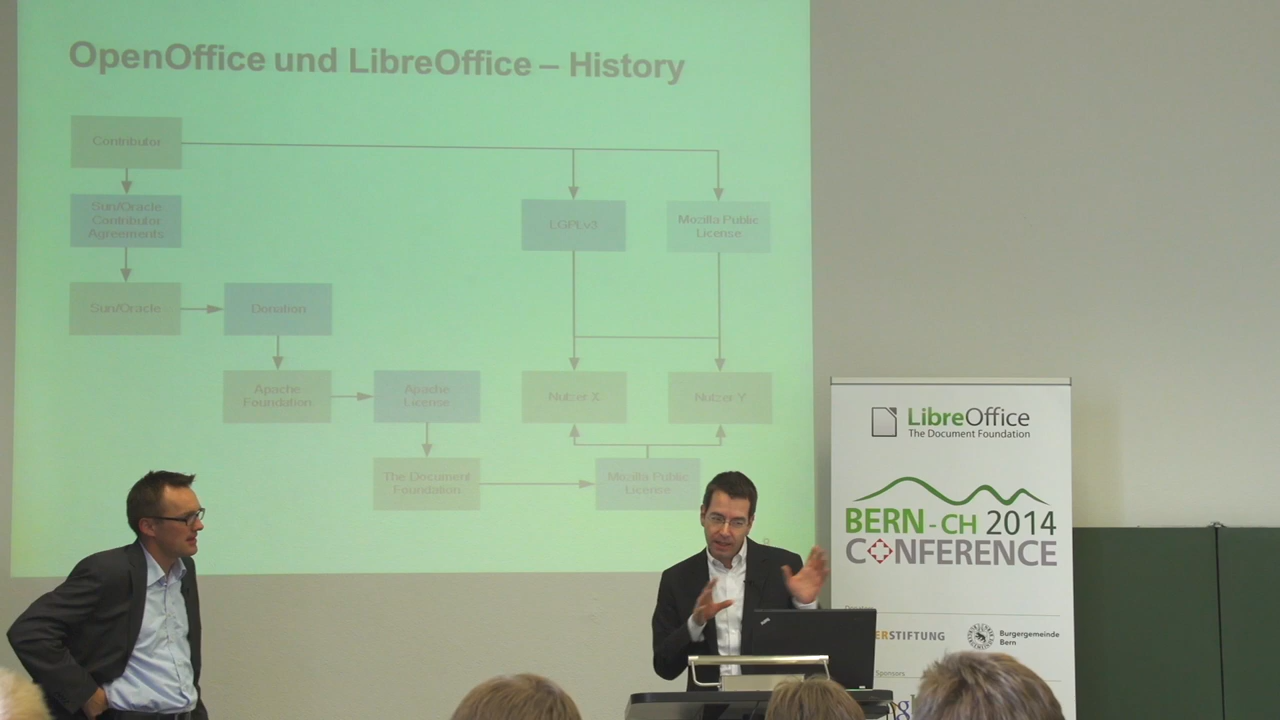 OpenOffice und LibreOffice – History
Contributor
Sun/Oracle
Contributor
Agreements
LGPLv3
Mozilla Public
License
Sun/Oracle
Donation
Apache
Foundation
Apache
License
Nutzer X
Nutzer Y
The Document
Foundation
Mozilla Public
License
LibreOffice
The Document Foundation
BERN - CH 2014
CONFERENCE
ERSTIFTUNG
Burgergemeinde
Bern
Sponsors